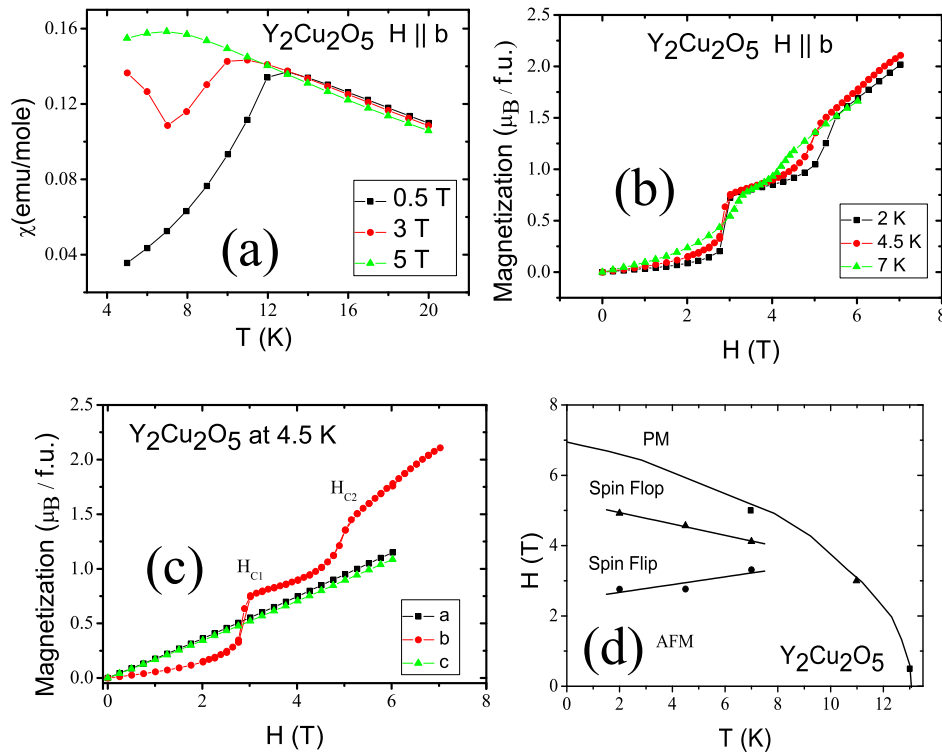 Y2Cu2O5 H || b
χ(emu/mole)
0.16
0.12
0.08
0.04
(a)
0.5 T
3 T
5 T
4 8 12 16 20
T (K)
Y2Cu2O5 H || b
Magnetization (μB / f.u.)
2.5
2.0
1.5
1.0
0.5
0.0
(b)
2 K
4.5 K
7 K
0 2 4 6 8
H (T)
Y2Cu2O5 at 4.5 K
Magnetization (μB / f.u.)
2.5
2.0
1.5
1.0
0.5
0.0
HC2
HC1
(c)
a
b
c
0 2 4 6 8
H (T)
H (T)
8
6
4
2
0
PM
Spin Flop
Spin Flip
AFM
(d)
Y2Cu2O5
0 2 4 6 8 10 12
T (K)